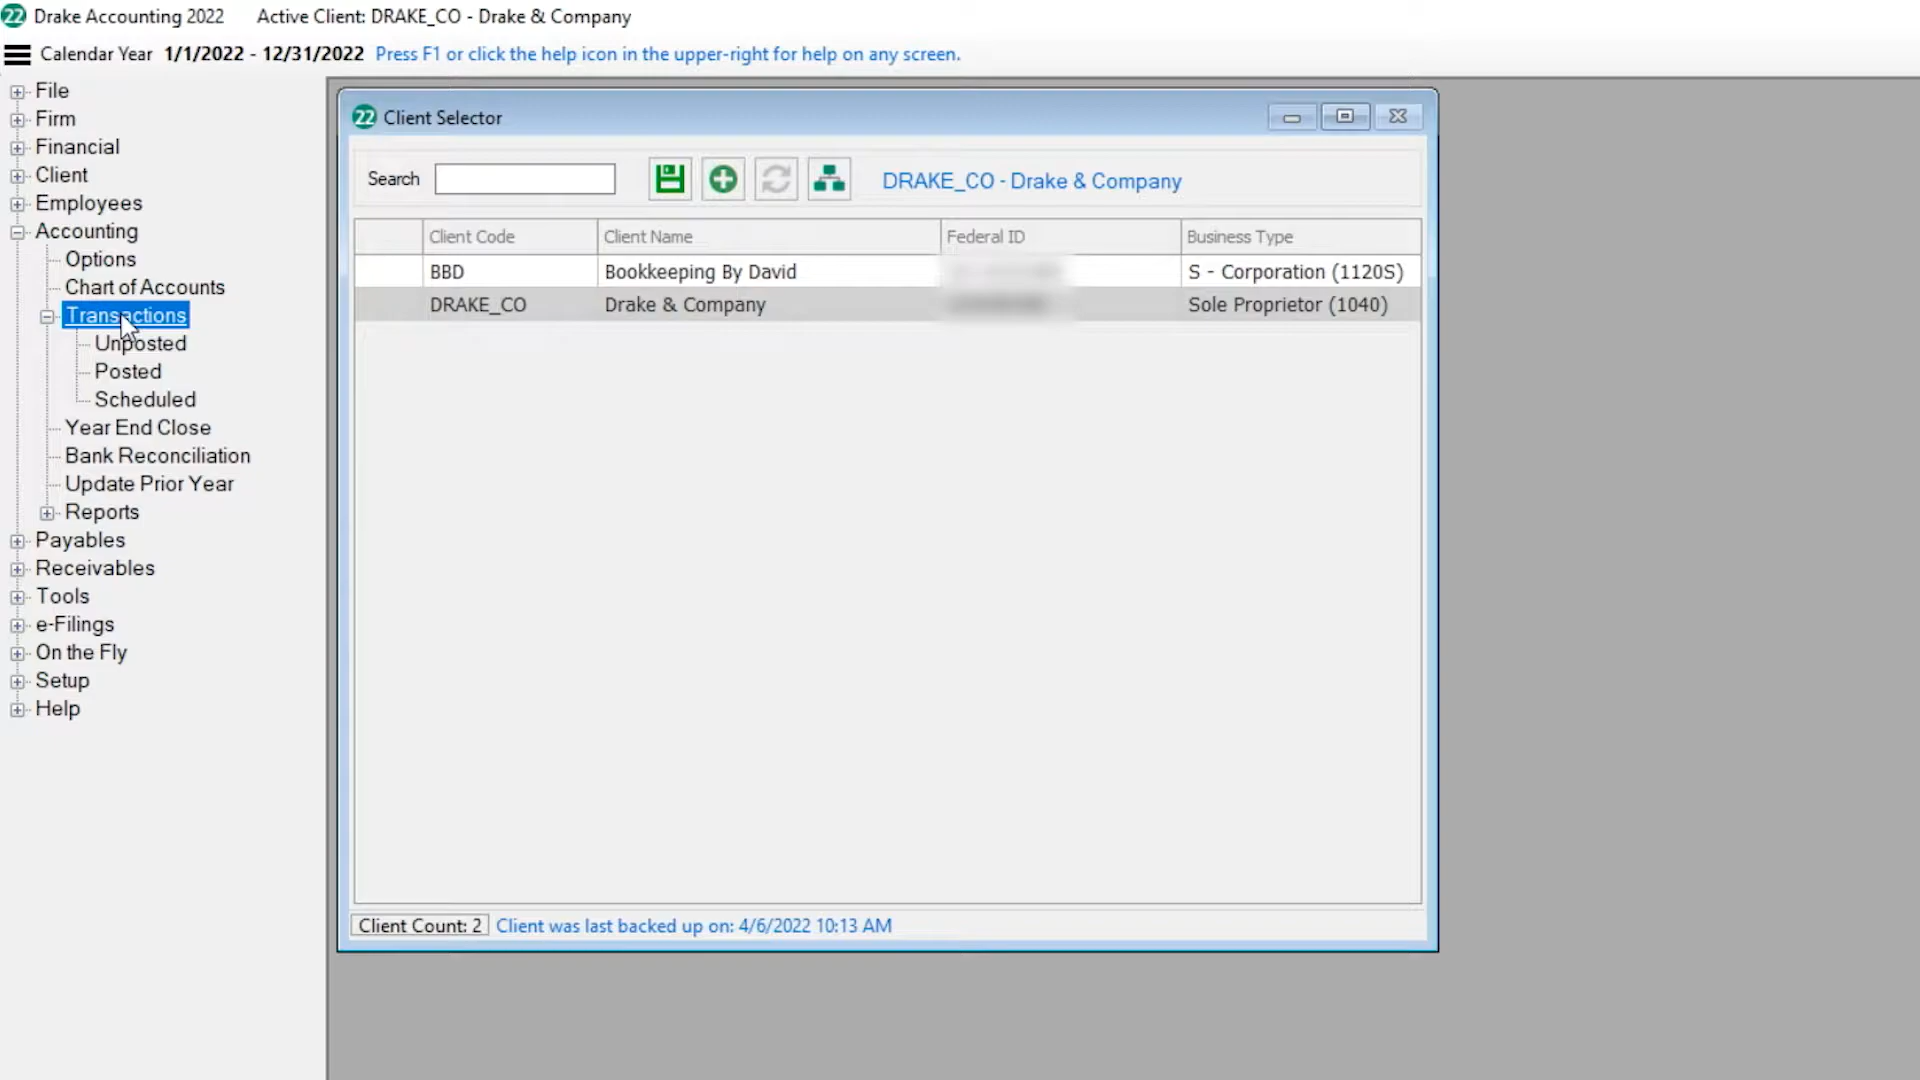 22 Drake Accounting 2022 Active Client: DRAKE_CO - Drake & Company
Calendar Year 1/1/2022 - 12/31/2022 Press F1 or click the help icon in the upper-right for help on any screen.
File
Firm
Financial
Client
Employees
Accounting
Options
Chart of Accounts
Transactions
Unposted
Posted
Scheduled
Year End Close
Bank Reconciliation
Update Prior Year
Reports
Payables
Receivables
Tools
e-Filings
On the Fly
Setup
Help
22 Client Selector
Search DRAKE_CO - Drake & Company
Client Code Client Name Federal ID Business Type
BBD Bookkeeping By David S - Corporation (1120S)
DRAKE_CO Drake & Company Sole Proprietor (1040)
Client Count: 2 Client was last backed up on: 4/6/2022 10:13 AM